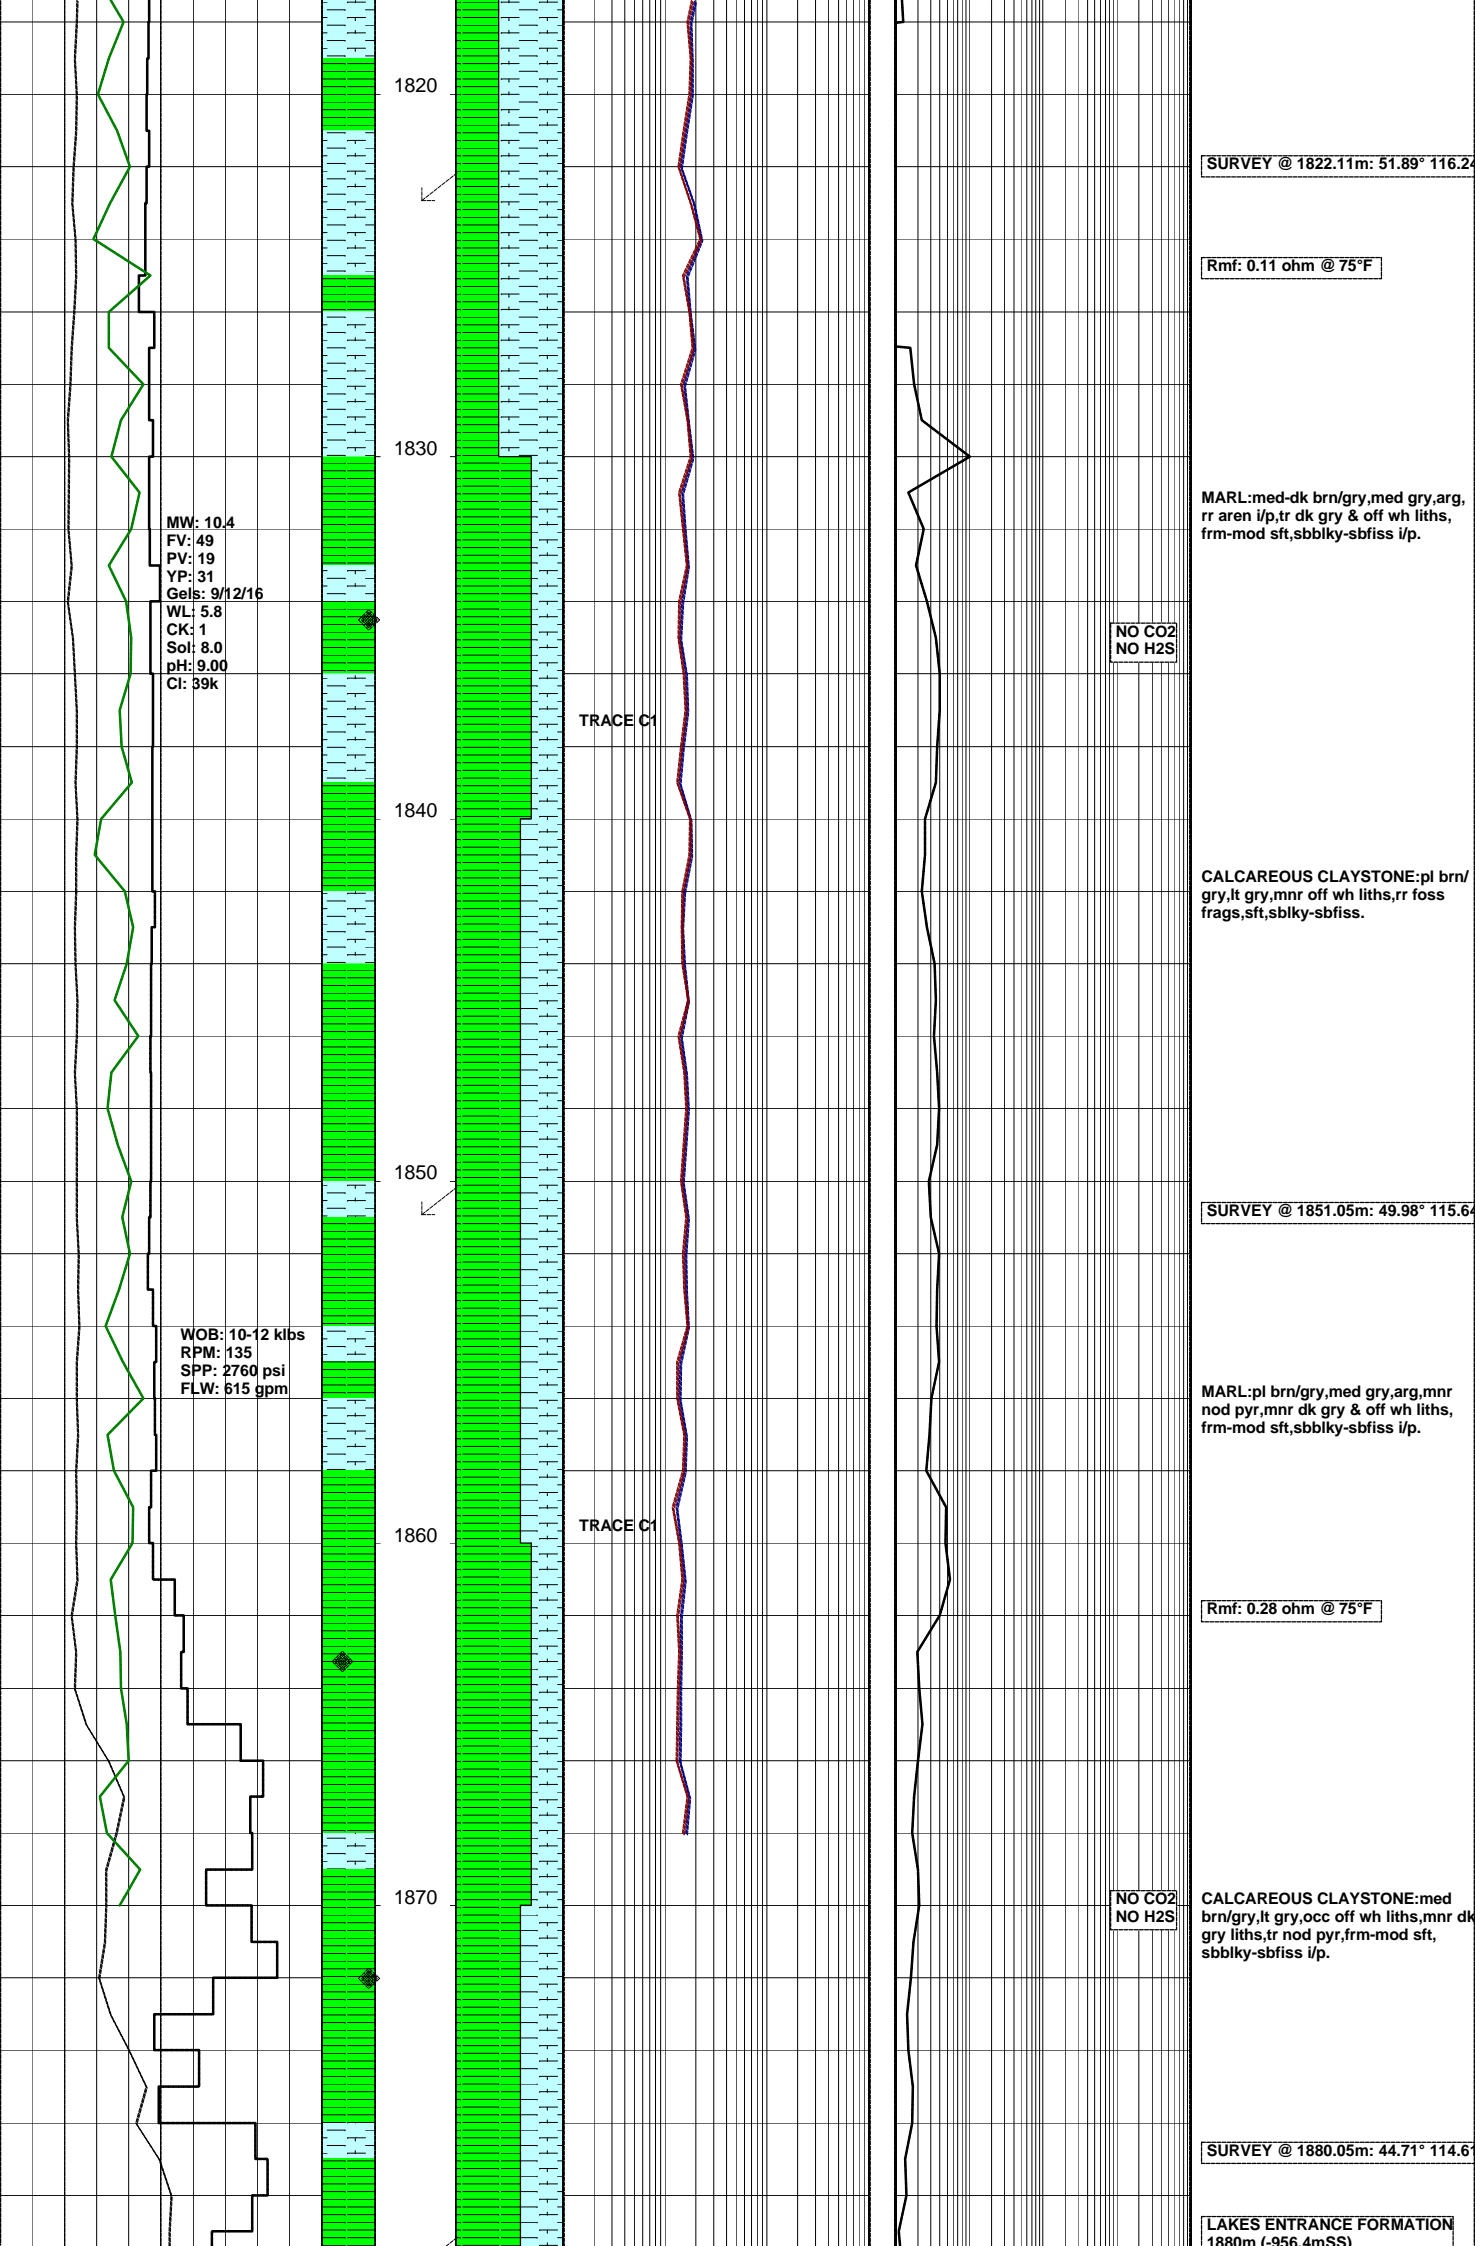 1820
SURVEY @ 1822.11m: 51.89° 116.24
Rmf: 0.11 ohm @ 75°F
1830
MARL:med-dk brn/gry,med gry,arg,
rr aren i/p,tr dk gry & off wh liths,
frm-mod sft,sbblky-sbfiss i/p.
MW: 10.4
FV: 49
PV: 19
YP: 31
Gels: 9/12/16
WL: 5.8
CK: 1
Sol: 8.0
pH: 9.00
Cl: 39k
NO CO2
NO H2S
TRACE C1
1840
CALCAREOUS CLAYSTONE:pl brn/
gry,lt gry,mnr off wh liths,rr foss
frags,sft,sblky-sbfiss.
1850
SURVEY @ 1851.05m: 49.98° 115.64
WOB: 10-12 klbs
RPM: 135
SPP: 2760 psi
FLW: 615 gpm
MARL:pl brn/gry,med gry,arg,mnr
nod pyr,mnr dk gry & off wh liths,
frm-mod sft,sbblky-sbfiss i/p.
TRACE C1
1860
Rmf: 0.28 ohm @ 75°F
1870
NO CO2
NO H2S
CALCAREOUS CLAYSTONE:med
brn/gry,lt gry,occ off wh liths,mnr dk
gry liths,tr nod pyr,frm-mod sft,
sbblky-sbfiss i/p.
SURVEY @ 1880.05m: 44.71° 114.61
LAKES ENTRANCE FORMATION
1880m (-956.4mSS)